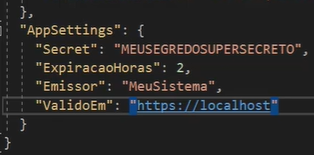 },
"AppSettings": {
"Secret": "MEUSEGREDOSUPERSECRETO",
"ExpiracaoHoras": 2,
"Emissor": "MeuSistema",
"ValidoEm": "https://localhost"
}
}